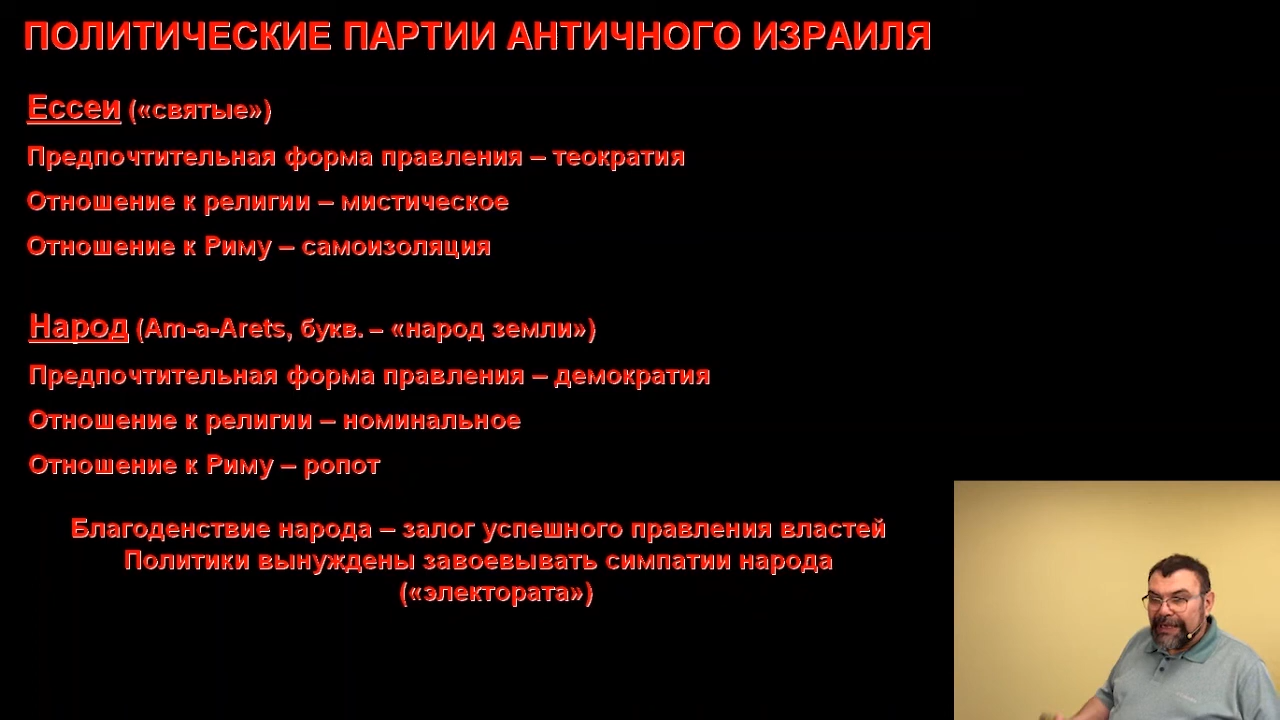 ПОЛИТИЧЕСКИЕ ПАРТИИ АНТИЧНОГО ИЗРАИЛЯ
Ессеи («святые»)
Предпочтительная форма правления – теократия
Отношение к религии – мистическое
Отношение к Риму – самоизоляция
Народ (Am-a-Arets, букв. – «народ земли»)
Предпочтительная форма правления – демократия
Отношение к религии – номинальное
Отношение к Риму – ропот
Благоденствие народа – залог успешного правления властей
Политики вынуждены завоевывать симпатии народа
(«электората»)